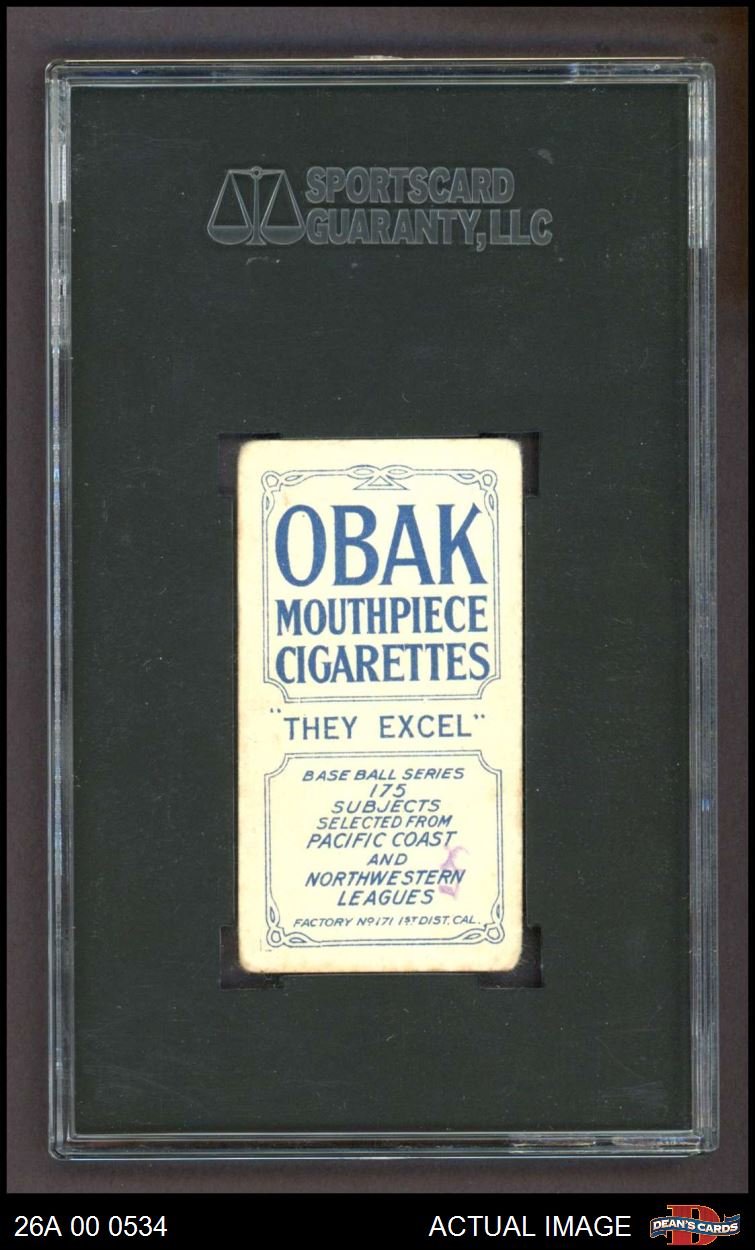 SPORTSCARD
GUARANTY, LLC
OBAK
MOUTHPIECE
CIGARETTES
"THEY EXCEL"
BASE BALL SERIES
175
SUBJECTS
SELECTED FROM
PACIFIC COAST
AND
NORTHWESTERN
LEAGUES
FACTORY Nº 171 1ST DIST. CAL.
26A 00 0534 ACTUAL IMAGE DEAN'S CARDS